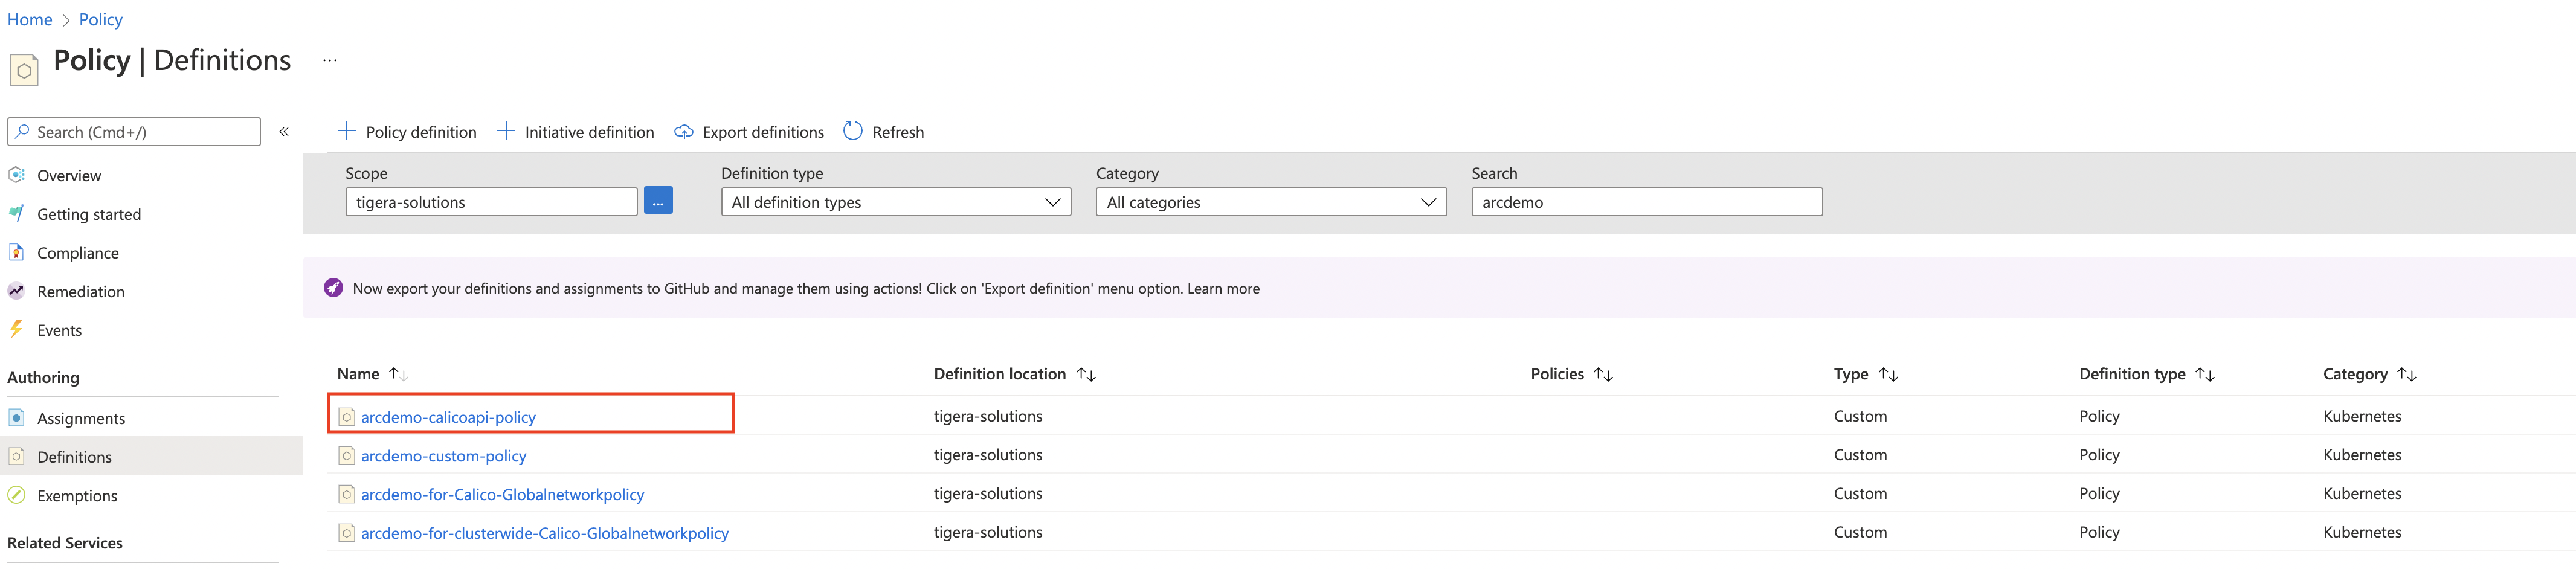 Home > Policy
Policy | Definitions ...
Search (Cmd+/) «
Overview
Getting started
Compliance
Remediation
Events
Authoring
Assignments
Definitions
Exemptions
Related Services
+ Policy definition + Initiative definition Export definitions Refresh
Scope Definition type Category Search
tigera-solutions ... All definition types All categories arcdemo
Now export your definitions and assignments to GitHub and manage them using actions! Click on 'Export definition' menu option. Learn more
Name ↑↓ Definition location ↑↓ Policies ↑↓ Type ↑↓ Definition type ↑↓ Category ↑↓
arcdemo-calicoapi-policy tigera-solutions Custom Policy Kubernetes
arcdemo-custom-policy tigera-solutions Custom Policy Kubernetes
arcdemo-for-Calico-Globalnetworkpolicy tigera-solutions Custom Policy Kubernetes
arcdemo-for-clusterwide-Calico-Globalnetworkpolicy tigera-solutions Custom Policy Kubernetes